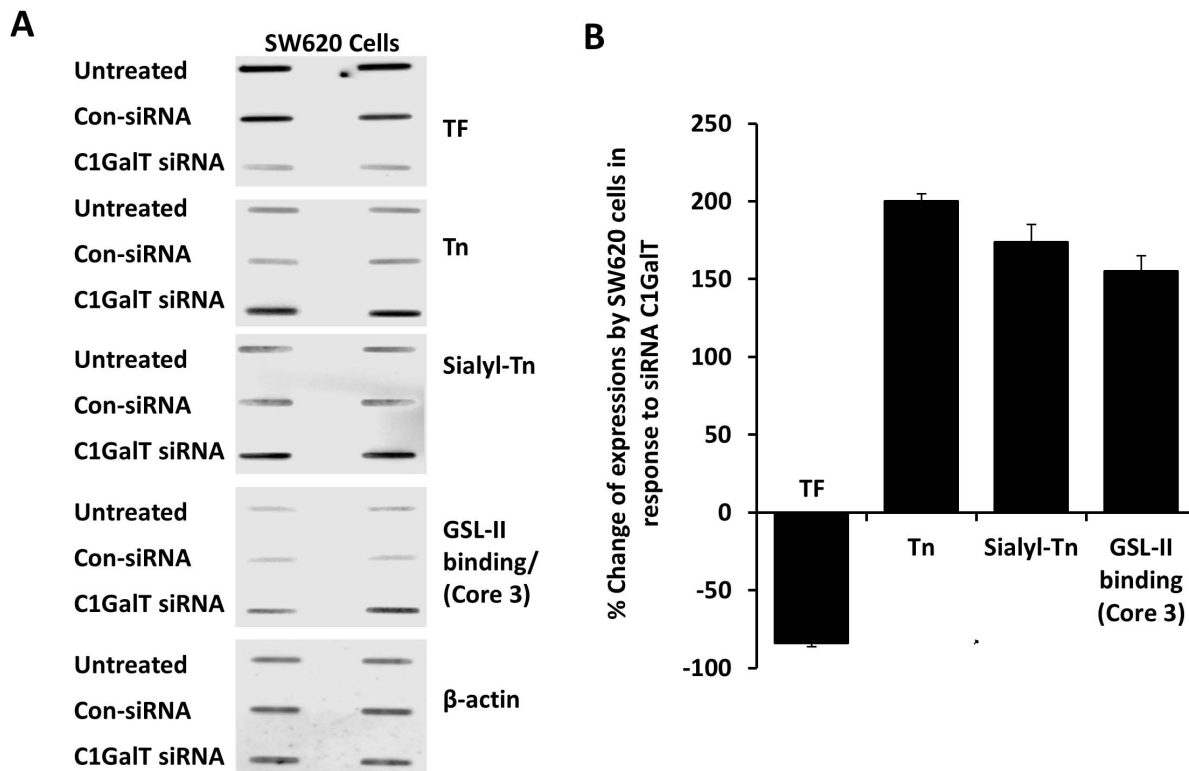 A
SW620 Cells
Untreated
Con-siRNA
C1GalT siRNA
TF
Untreated
Con-siRNA
C1GalT siRNA
Tn
Untreated
Con-siRNA
C1GalT siRNA
Sialyl-Tn
Untreated
Con-siRNA
C1GalT siRNA
GSL-II
binding/
(Core 3)
Untreated
Con-siRNA
C1GalT siRNA
β-actin
B
% Change of expressions by SW620 cells in
response to siRNA C1GalT
250
200
150
100
50
0
-50
-100
TF
Tn
Sialyl-Tn
GSL-II
binding
(Core 3)